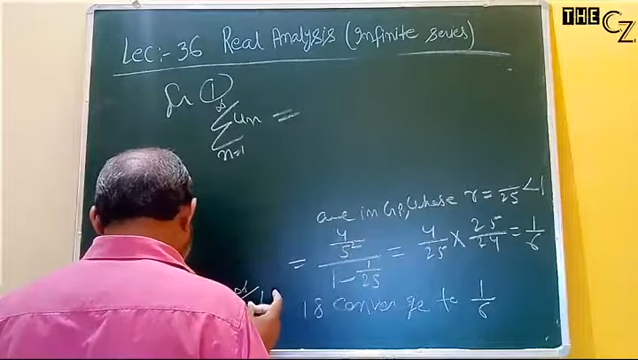 THE
CZ
Lec:- 36 Real Analysis (Infinite series)
①
∞
∑ un =
n=1
are in G.P, whose r = 1/25 < 1
= (4/5²)/(1 - 1/25) = 4/25 × 25/24 = 1/6
is converge to 1/6